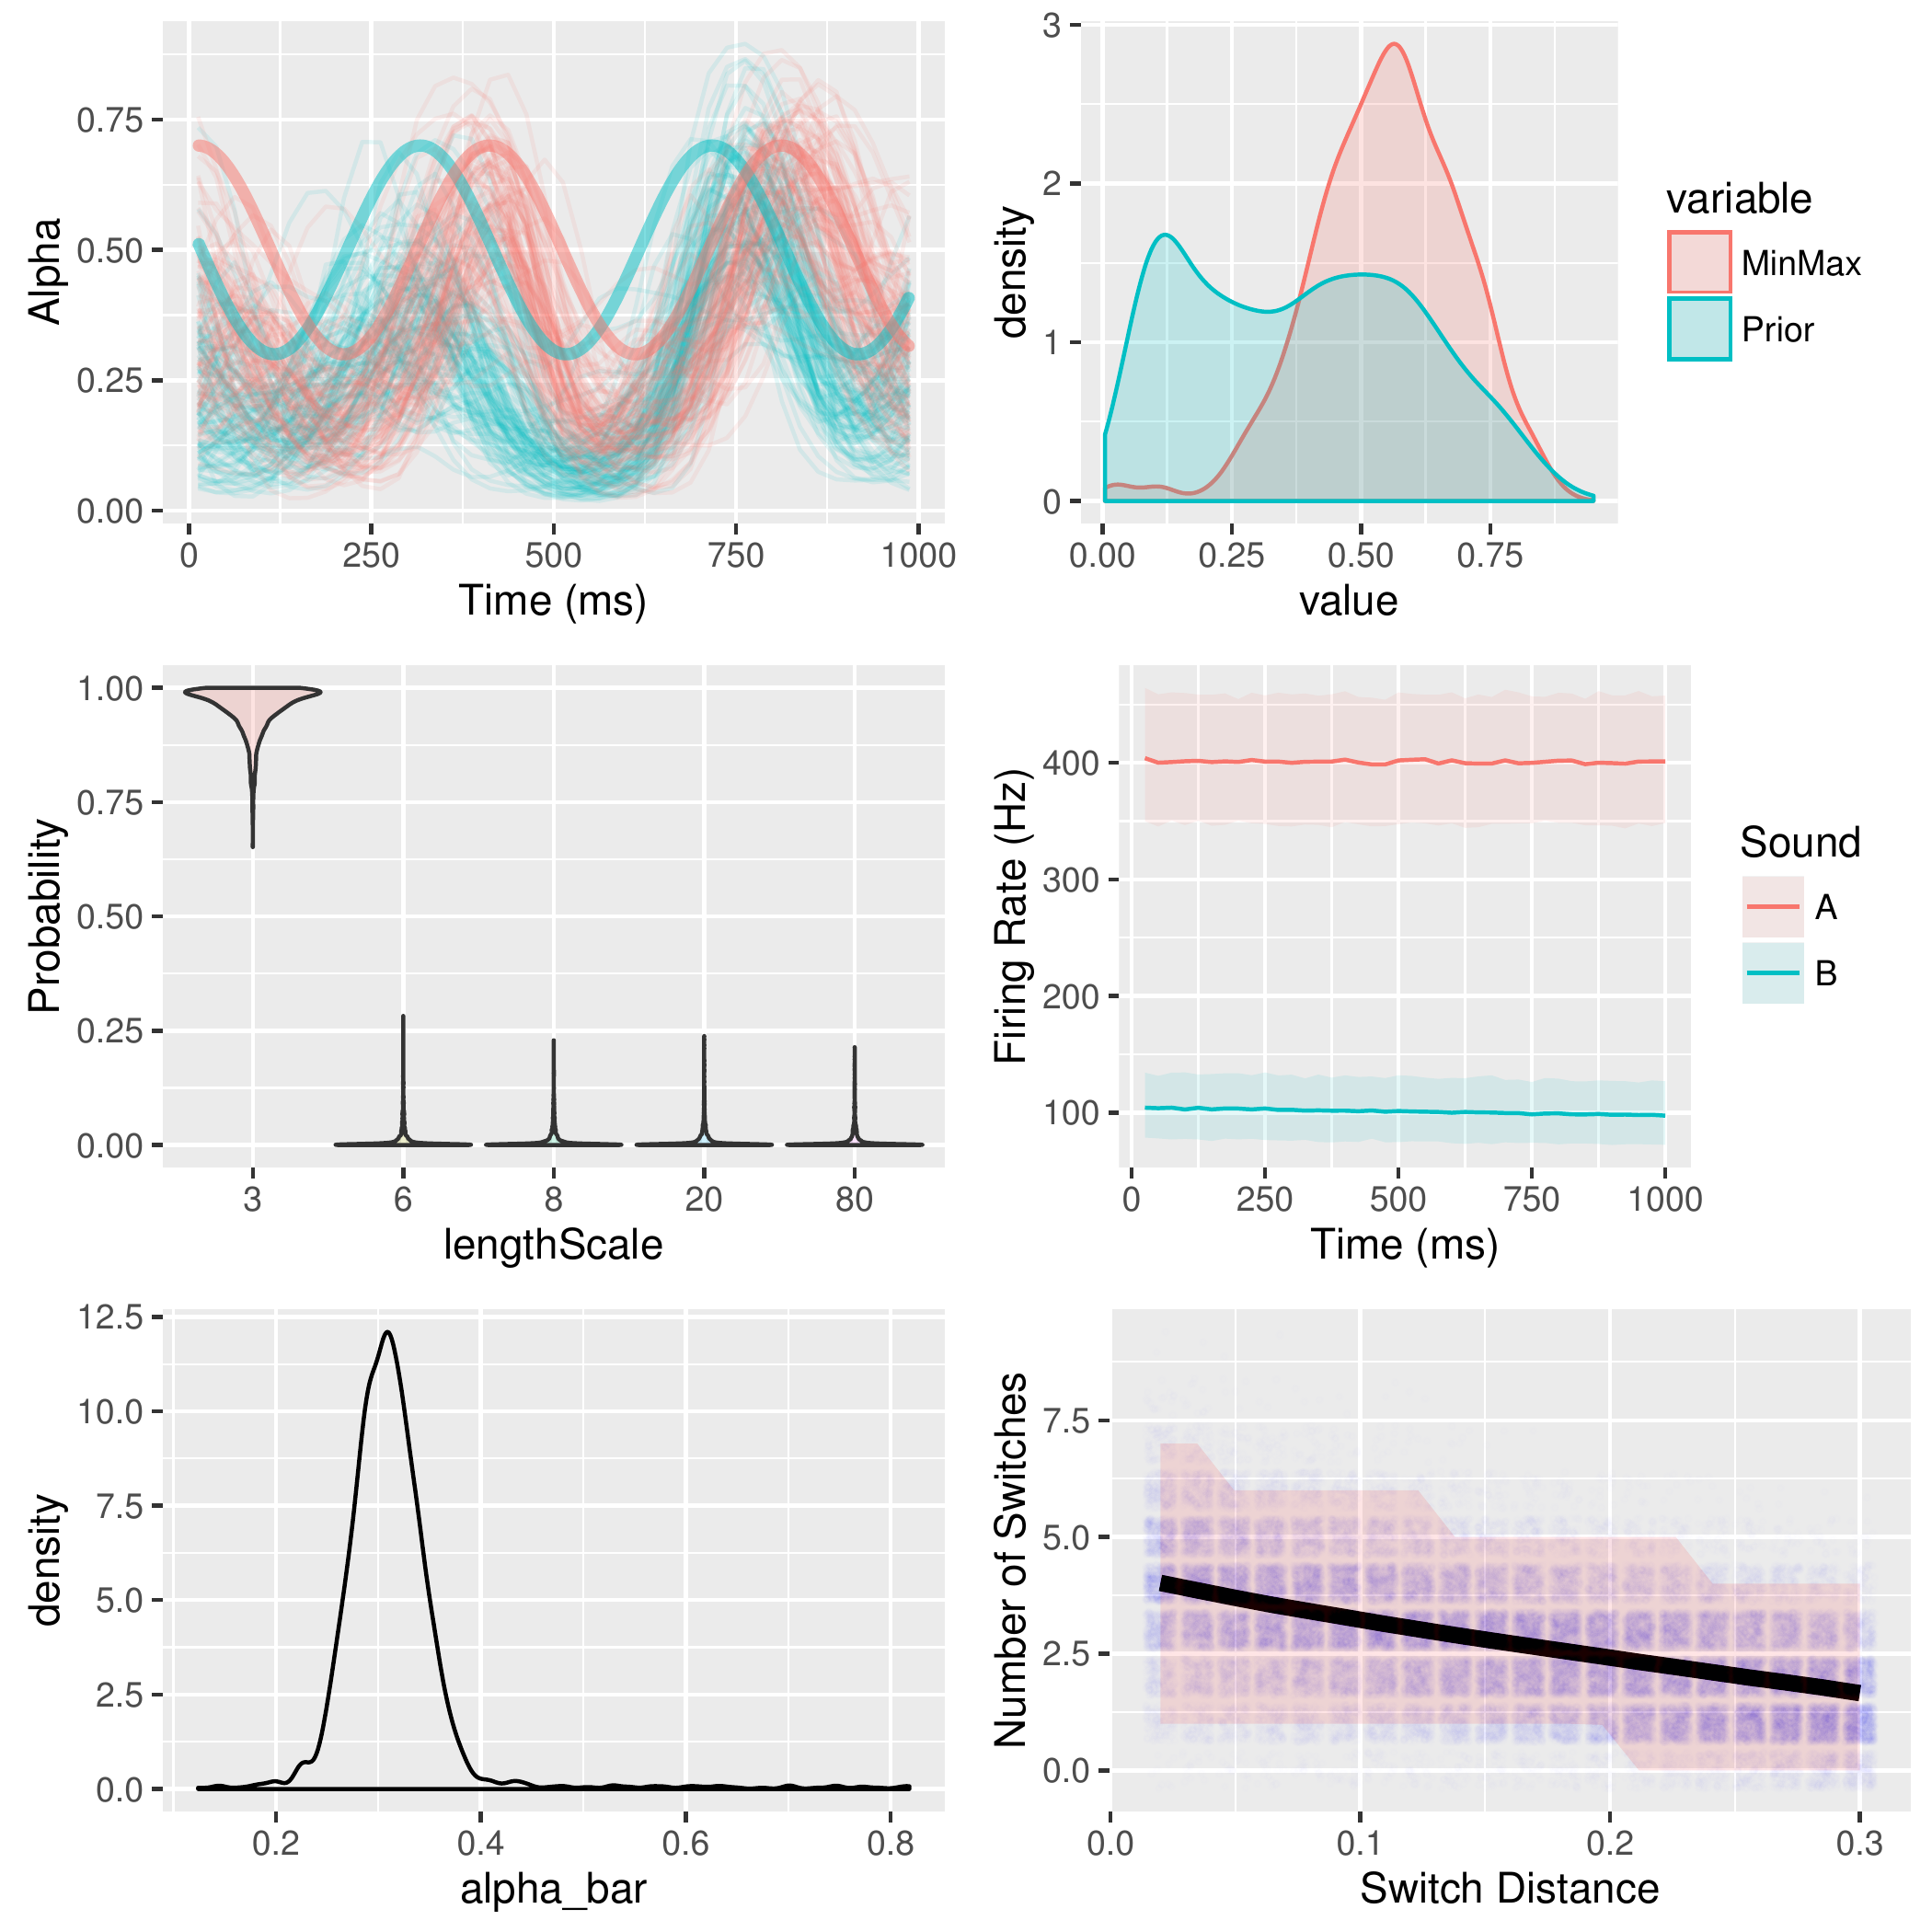 Alpha
0.75
0.50
0.25
0.00
0 250 500 750 1000
Time (ms)
density
3
2
1
0
0.00 0.25 0.50 0.75
value
variable
MinMax
Prior
Probability
1.00
0.75
0.50
0.25
0.00
3 6 8 20 80
lengthScale
Firing Rate (Hz)
400
300
200
100
0 250 500 750 1000
Time (ms)
Sound
A
B
density
12.5
10.0
7.5
5.0
2.5
0.0
0.2 0.4 0.6 0.8
alpha_bar
Number of Switches
7.5
5.0
2.5
0.0
0.0 0.1 0.2 0.3
Switch Distance